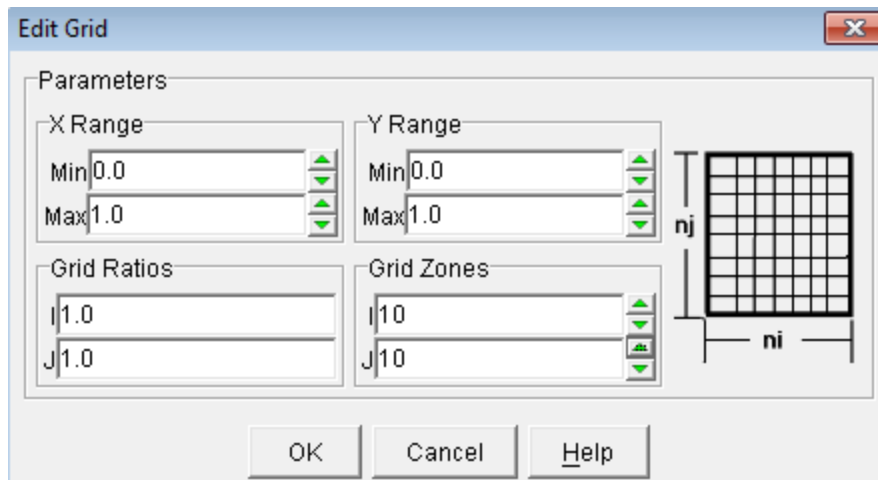 Edit Grid
Parameters
X Range
Min 0.0
Max 1.0
Y Range
Min 0.0
Max 1.0
Grid Ratios
I 1.0
J 1.0
Grid Zones
I 10
J 10
nj
ni
OK Cancel Help